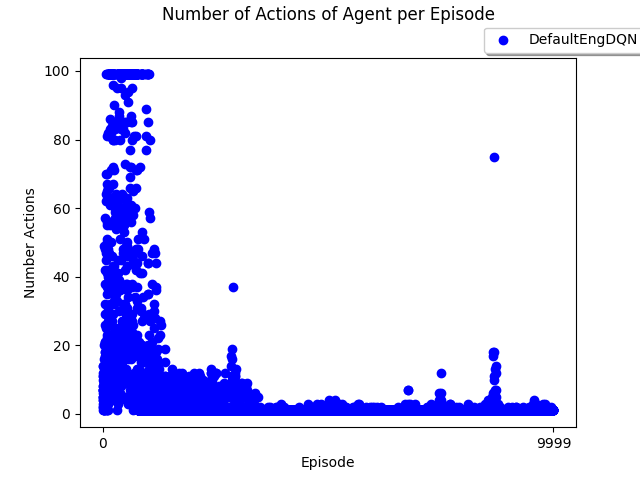 Number of Actions of Agent per Episode
DefaultEngDQN
100
80
60
40
20
0
Number Actions
0
9999
Episode